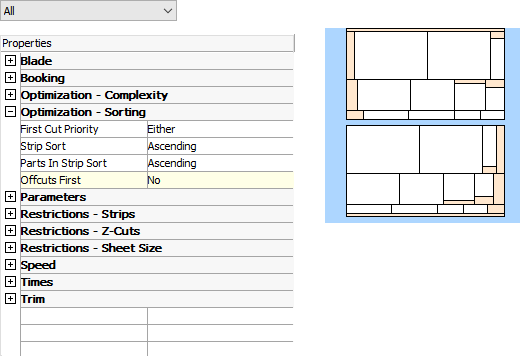 All
Properties
Blade
Booking
Optimization - Complexity
Optimization - Sorting
First Cut Priority Either
Strip Sort Ascending
Parts In Strip Sort Ascending
Offcuts First No
Parameters
Restrictions - Strips
Restrictions - Z-Cuts
Restrictions - Sheet Size
Speed
Times
Trim